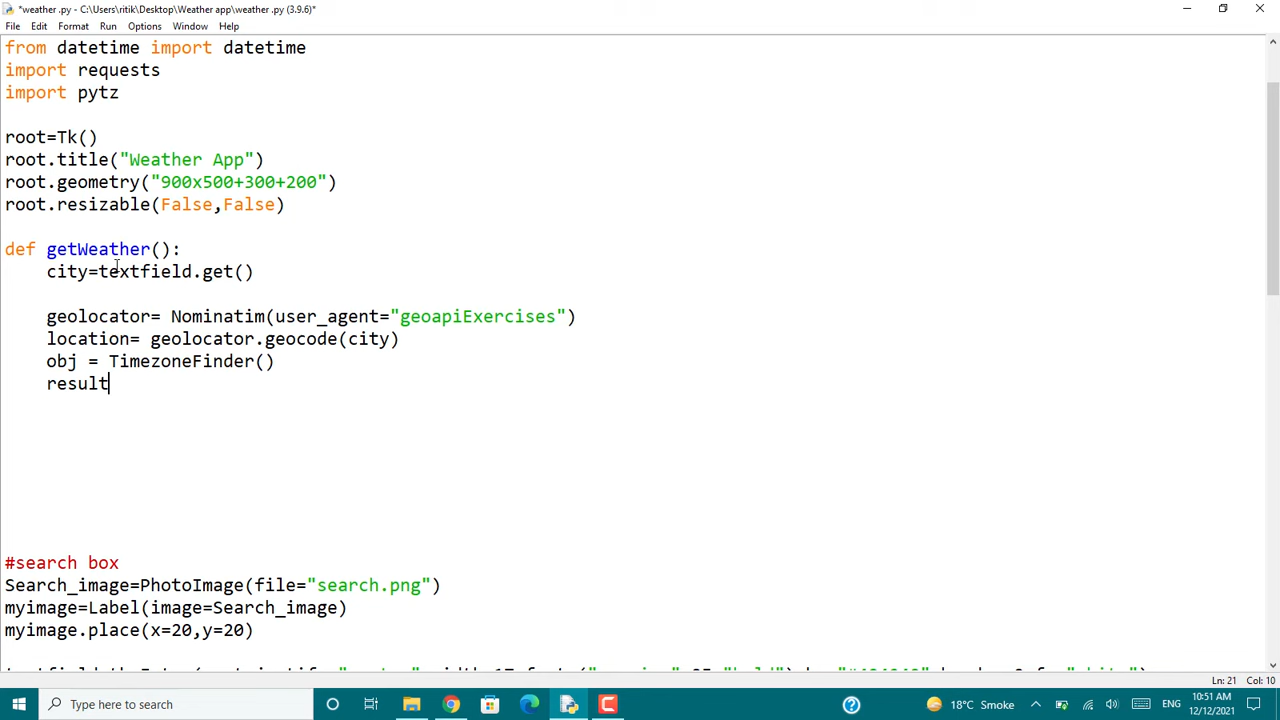 *weather .py - C:\Users\ritik\Desktop\Weather app\weather .py (3.9.6)*
File Edit Format Run Options Window Help
from datetime import datetime
import requests
import pytz
root=Tk()
root.title("Weather App")
root.geometry("900x500+300+200")
root.resizable(False,False)
def getWeather():
city=textfield.get()
geolocator= Nominatim(user_agent="geoapiExercises")
location= geolocator.geocode(city)
obj = TimezoneFinder()
result
#search box
Search_image=PhotoImage(file="search.png")
myimage=Label(image=Search_image)
myimage.place(x=20,y=20)
Ln: 21 Col: 10
Type here to search
18°C Smoke
ENG
10:51 AM
12/12/2021